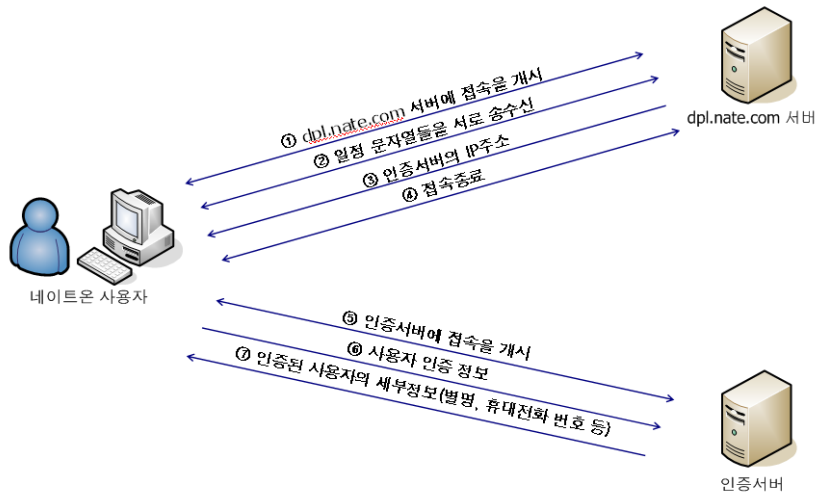 ① dpl.nate.com 서버에 접속을 개시
② 일정 문자열들을 서로 송수신
③ 인증서버의 IP주소
④ 접속종료
dpl.nate.com 서버
네이트온 사용자
⑤ 인증서버에 접속을 개시
⑥ 사용자 인증 정보
⑦ 인증된 사용자의 세부정보(별명, 휴대전화 번호 등)
인증서버